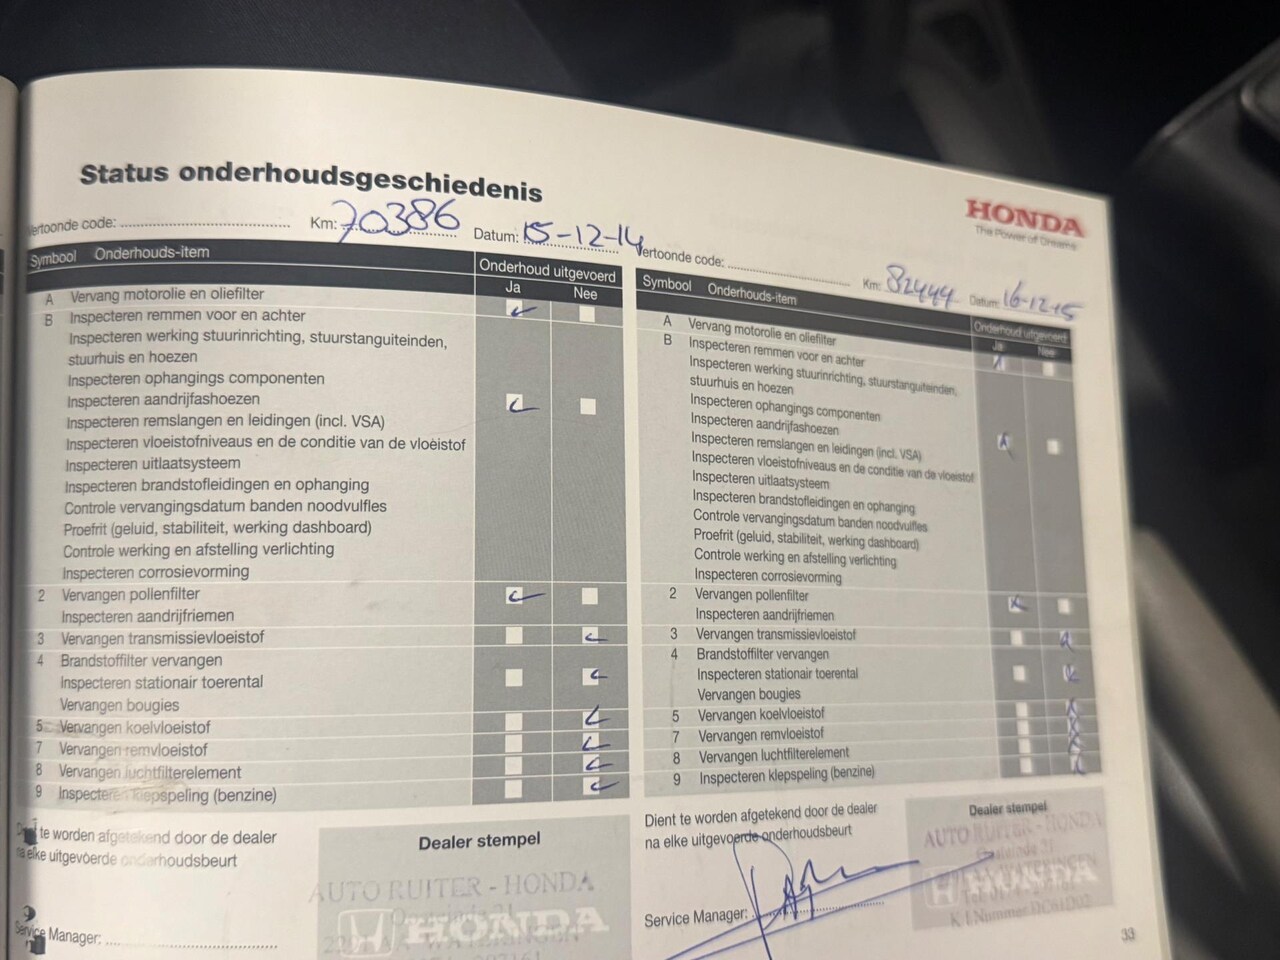 Status onderhoudsgeschiedenis
HONDA
The Power of Dreams
Vertoonde code: Km: 70386 Datum: 15-12-14
Symbool Onderhouds-item Onderhoud uitgevoerd
Ja Nee
A Vervang motorolie en oliefilter
B Inspecteren remmen voor en achter
Inspecteren werking stuurinrichting, stuurstanguiteinden,
stuurhuis en hoezen
Inspecteren ophangings componenten
Inspecteren aandrijfashoezen
Inspecteren remslangen en leidingen (incl. VSA)
Inspecteren vloeistofniveaus en de conditie van de vloeistof
Inspecteren uitlaatsysteem
Inspecteren brandstofleidingen en ophanging
Controle vervangingsdatum banden noodvulfles
Proefrit (geluid, stabiliteit, werking dashboard)
Controle werking en afstelling verlichting
Inspecteren corrosievorming
2 Vervangen pollenfilter
Inspecteren aandrijfriemen
3 Vervangen transmissievloeistof
4 Brandstoffilter vervangen
Inspecteren stationair toerental
Vervangen bougies
5 Vervangen koelvloeistof
7 Vervangen remvloeistof
8 Vervangen luchtfilterelement
9 Inspecteren klepspeling (benzine)
te worden afgetekend door de dealer
na elke uitgevoerde onderhoudsbeurt
Service Manager:
Dealer stempel
AUTO RUITER - HONDA
HONDA
Vertoonde code: Km: 82444 Datum: 16-12-15
Symbool Onderhouds-item Onderhoud uitgevoerd
Ja Nee
A Vervang motorolie en oliefilter
B Inspecteren remmen voor en achter
Inspecteren werking stuurinrichting, stuurstanguiteinden,
stuurhuis en hoezen
Inspecteren ophangings componenten
Inspecteren aandrijfashoezen
Inspecteren remslangen en leidingen (incl. VSA)
Inspecteren vloeistofniveaus en de conditie van de vloeistof
Inspecteren uitlaatsysteem
Inspecteren brandstofleidingen en ophanging
Controle vervangingsdatum banden noodvulfles
Proefrit (geluid, stabiliteit, werking dashboard)
Controle werking en afstelling verlichting
Inspecteren corrosievorming
2 Vervangen pollenfilter
Inspecteren aandrijfriemen
3 Vervangen transmissievloeistof
4 Brandstoffilter vervangen
Inspecteren stationair toerental
Vervangen bougies
5 Vervangen koelvloeistof
7 Vervangen remvloeistof
8 Vervangen luchtfilterelement
9 Inspecteren klepspeling (benzine)
Dient te worden afgetekend door de dealer
na elke uitgevoerde onderhoudsbeurt
Service Manager:
Dealer stempel
AUTO RUITER - HONDA
HONDA
33